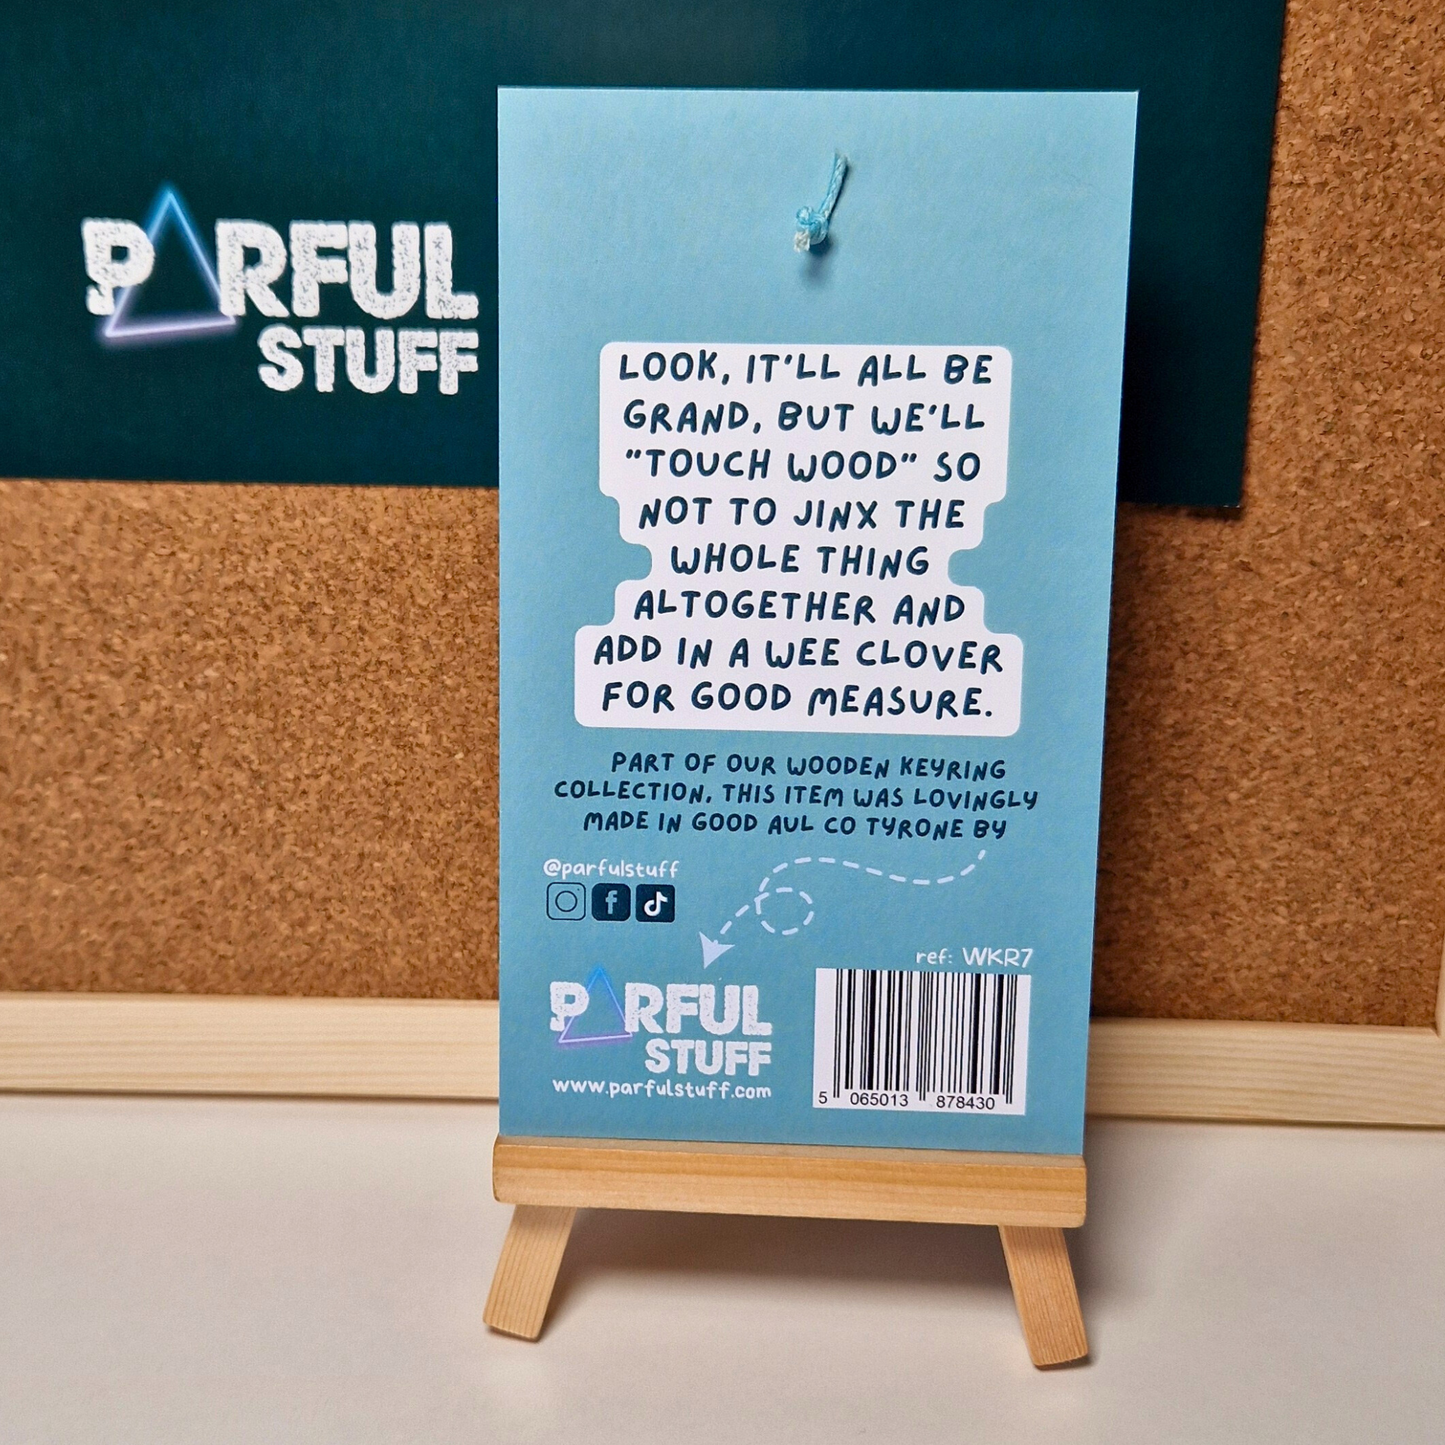 PARFUL
STUFF
LOOK, IT'LL ALL BE
GRAND, BUT WE'LL
"TOUCH WOOD" SO
NOT TO JINX THE
WHOLE THING
ALTOGETHER AND
ADD IN A WEE CLOVER
FOR GOOD MEASURE.
PART OF OUR WOODEN KEYRING
COLLECTION. THIS ITEM WAS LOVINGLY
MADE IN GOOD AUL CO TYRONE BY
@parfulstuff
ref: WKR7
PARFUL
STUFF
www.parfulstuff.com
5 065013 878430